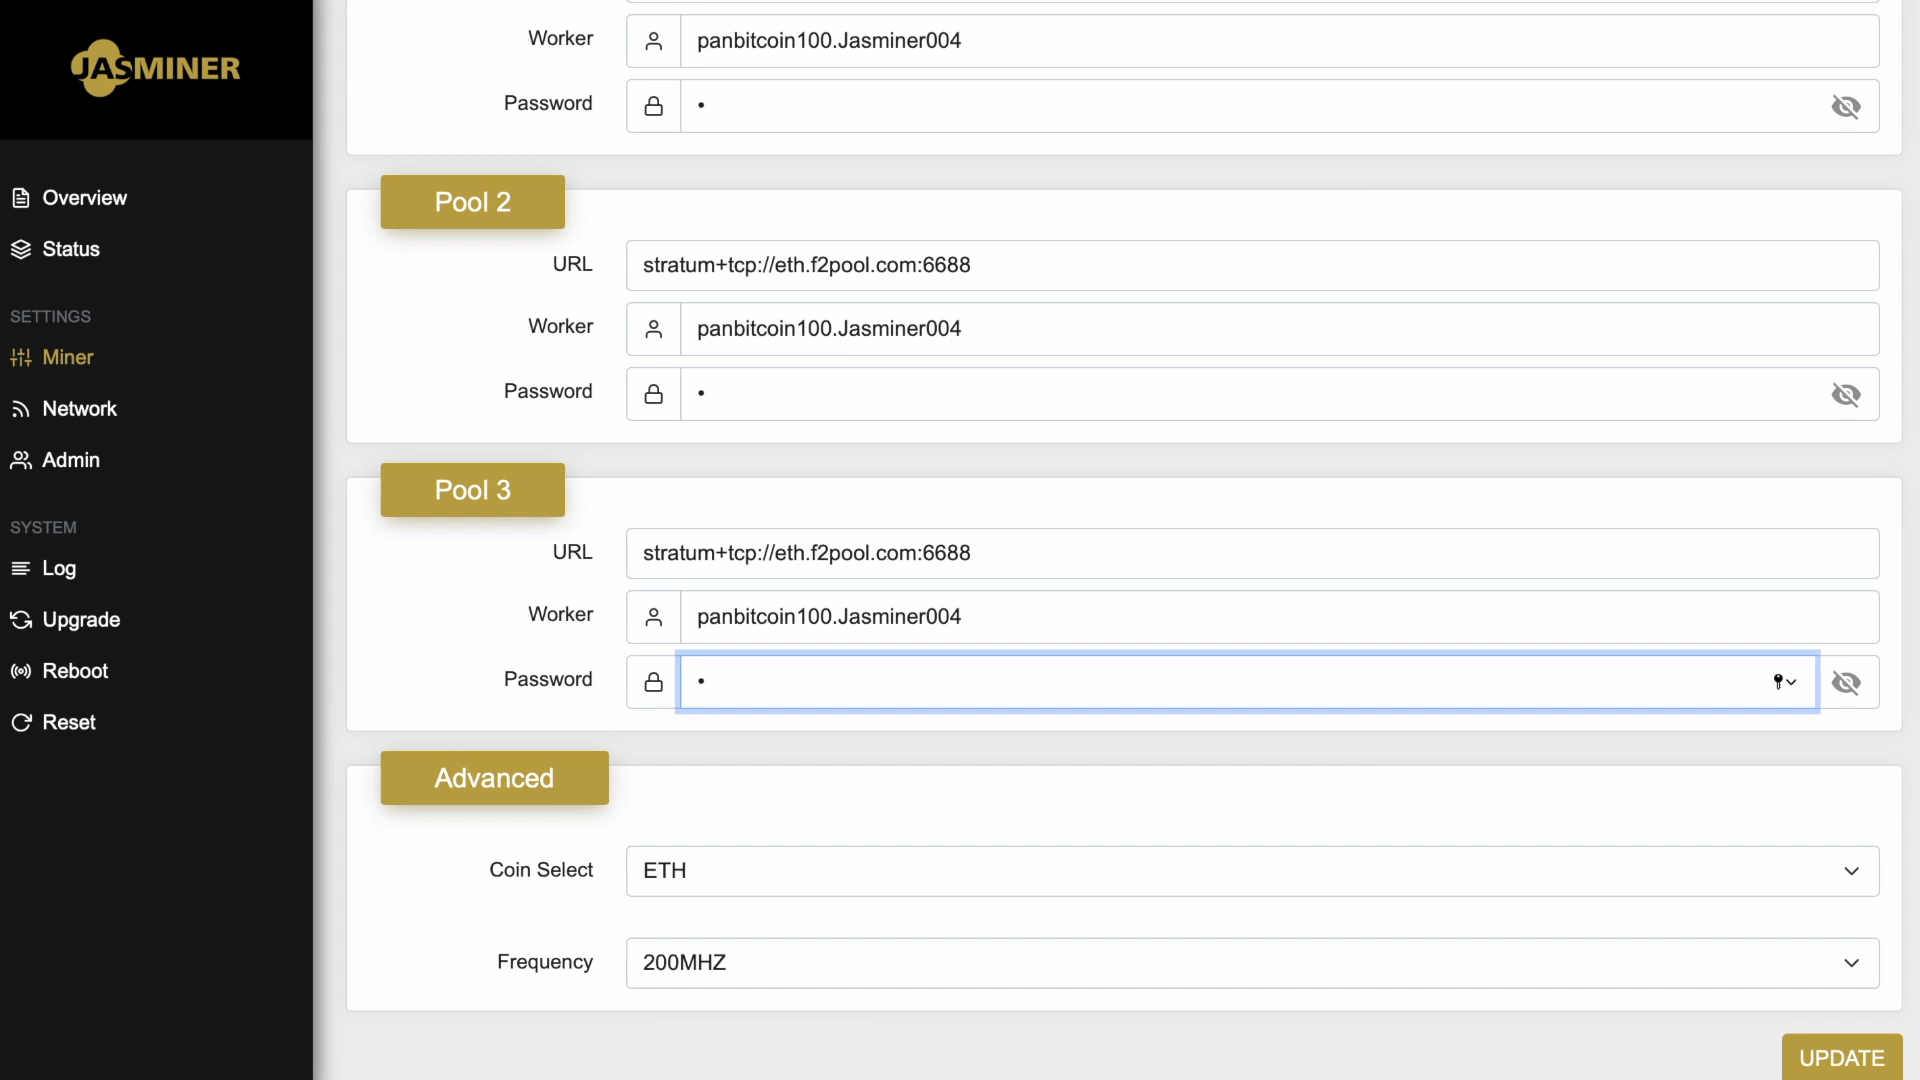 JASMINER
Overview
Status
SETTINGS
Miner
Network
Admin
SYSTEM
Log
Upgrade
Reboot
Reset
Worker
panbitcoin100.Jasminer004
Password
•
Pool 2
URL
stratum+tcp://eth.f2pool.com:6688
Worker
panbitcoin100.Jasminer004
Password
•
Pool 3
URL
stratum+tcp://eth.f2pool.com:6688
Worker
panbitcoin100.Jasminer004
Password
•
Advanced
Coin Select
ETH
Frequency
200MHZ
UPDATE